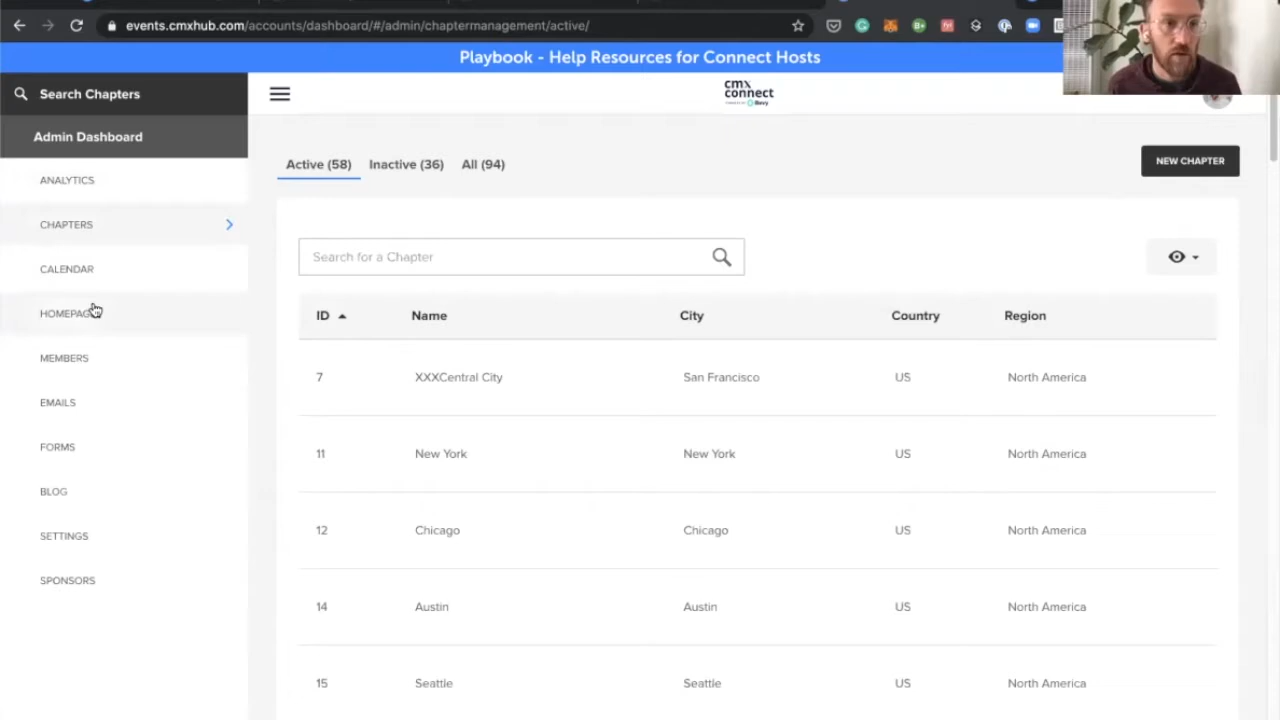 events.cmxhub.com/accounts/dashboard/#/admin/chaptermanagement/active/
Playbook - Help Resources for Connect Hosts
Search Chapters
cmx
connect
Admin Dashboard
ANALYTICS
CHAPTERS
CALENDAR
HOMEPAG
MEMBERS
EMAILS
FORMS
BLOG
SETTINGS
SPONSORS
Active (58) Inactive (36) All (94)
NEW CHAPTER
Search for a Chapter
ID Name City Country Region
7 XXXCentral City San Francisco US North America
11 New York New York US North America
12 Chicago Chicago US North America
14 Austin Austin US North America
15 Seattle Seattle US North America